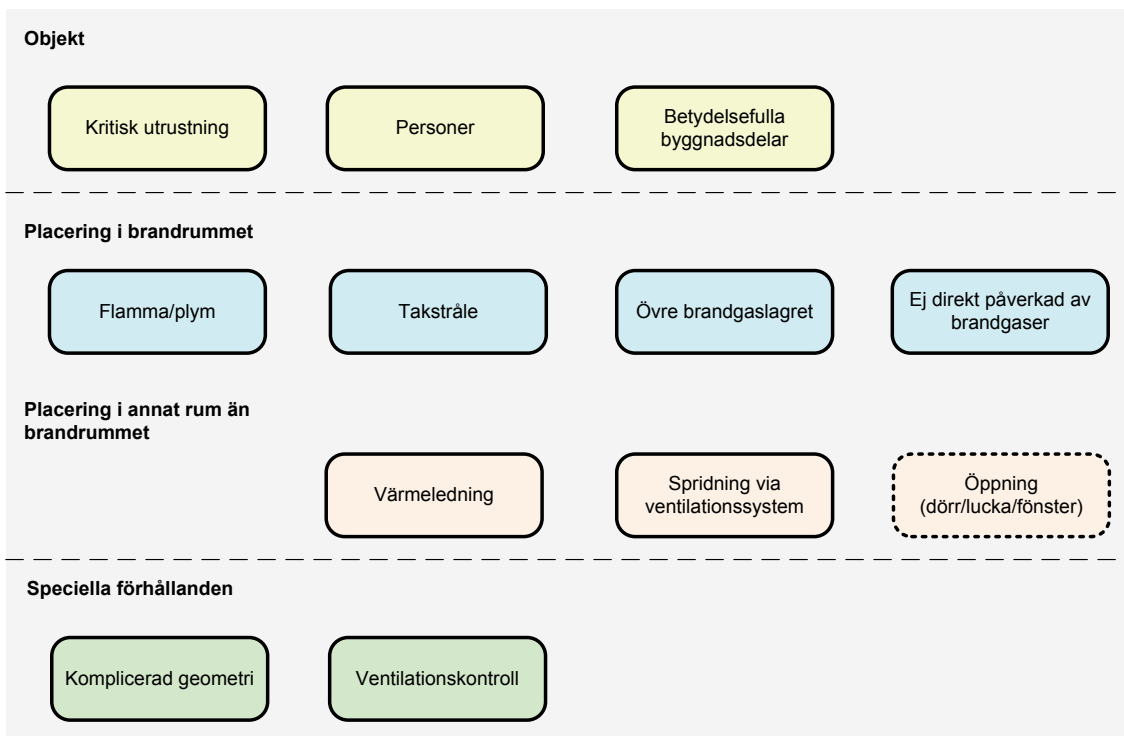 Objekt
Kritisk utrustning
Personer
Betydelsefulla
byggnadsdelar
Placering i brandrummet
Flamma/plym
Takstråle
Övre brandgaslagret
Ej direkt påverkad av
brandgaser
Placering i annat rum än
brandrummet
Värmeledning
Spridning via
ventilationssystem
Öppning
(dörr/lucka/fönster)
Speciella förhållanden
Komplicerad geometri
Ventilationskontroll